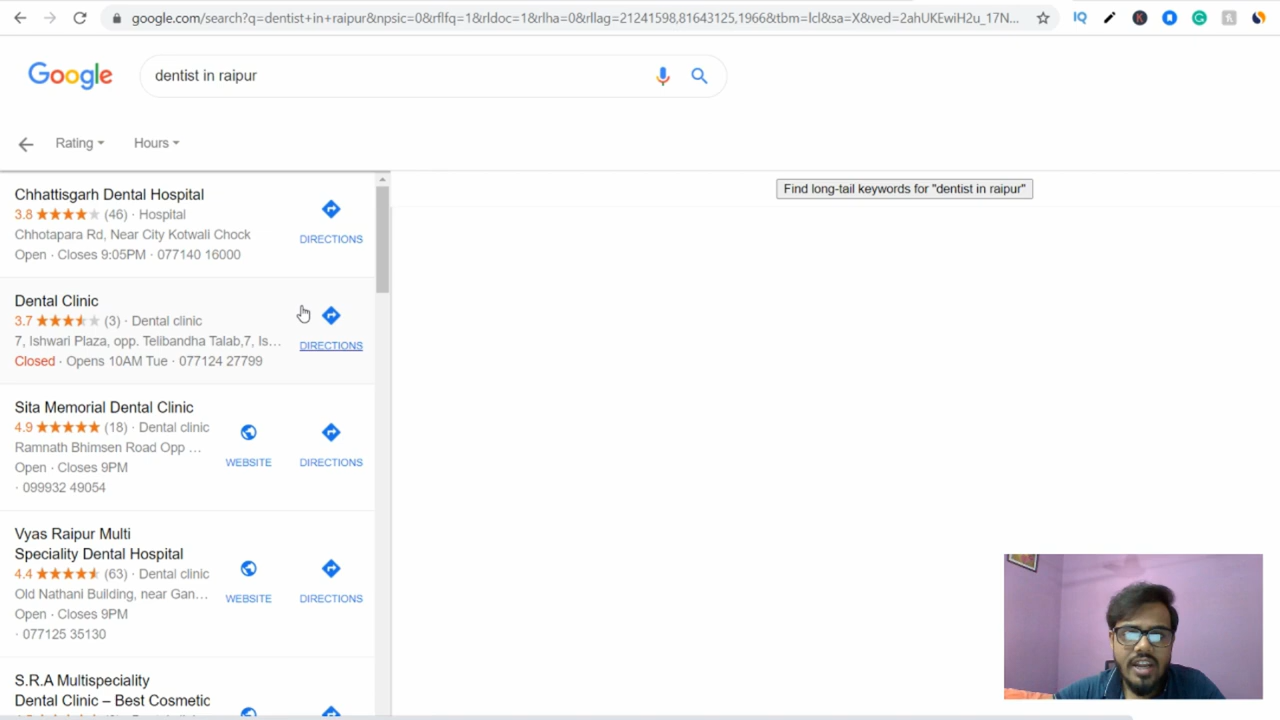 google.com/search?q=dentist+in+raipur&npsic=0&rflfq=1&rldoc=1&rlha=0&rllag=21241598,81643125,1966&tbm=lcl&sa=X&ved=2ahUKEwiH2u_17N...
Google
dentist in raipur
Rating
Hours
Find long-tail keywords for "dentist in raipur"
Chhattisgarh Dental Hospital
3.8 (46) · Hospital
Chhotapara Rd, Near City Kotwali Chock
Open · Closes 9:05PM · 077140 16000
DIRECTIONS
Dental Clinic
3.7 (3) · Dental clinic
7, Ishwari Plaza, opp. Telibandha Talab,7, Is...
Closed · Opens 10AM Tue · 077124 27799
DIRECTIONS
Sita Memorial Dental Clinic
4.9 (18) · Dental clinic
Ramnath Bhimsen Road Opp ...
Open · Closes 9PM
· 099932 49054
WEBSITE
DIRECTIONS
Vyas Raipur Multi
Speciality Dental Hospital
4.4 (63) · Dental clinic
Old Nathani Building, near Gan...
Open · Closes 9PM
· 077125 35130
WEBSITE
DIRECTIONS
S.R.A Multispeciality
Dental Clinic – Best Cosmetic